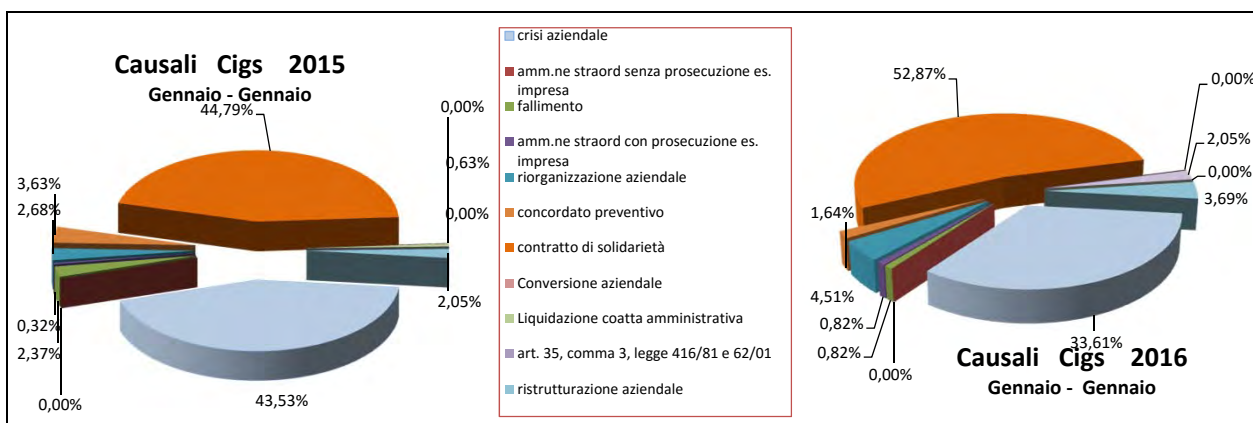 Causali Cigs 2015
Gennaio - Gennaio
44,79%
0,00%
0,63%
0,00%
2,05%
3,63%
2,68%
0,32%
2,37%
0,00%
43,53%
crisi aziendale
amm.ne straord senza prosecuzione es.
impresa
fallimento
amm.ne straord con prosecuzione es.
impresa
riorganizzazione aziendale
concordato preventivo
contratto di solidarietà
Conversione aziendale
Liquidazione coatta amministrativa
art. 35, comma 3, legge 416/81 e 62/01
ristrutturazione aziendale
52,87%
0,00%
2,05%
0,00%
3,69%
1,64%
4,51%
0,82%
0,82%
0,00%
33,61%
Causali Cigs 2016
Gennaio - Gennaio